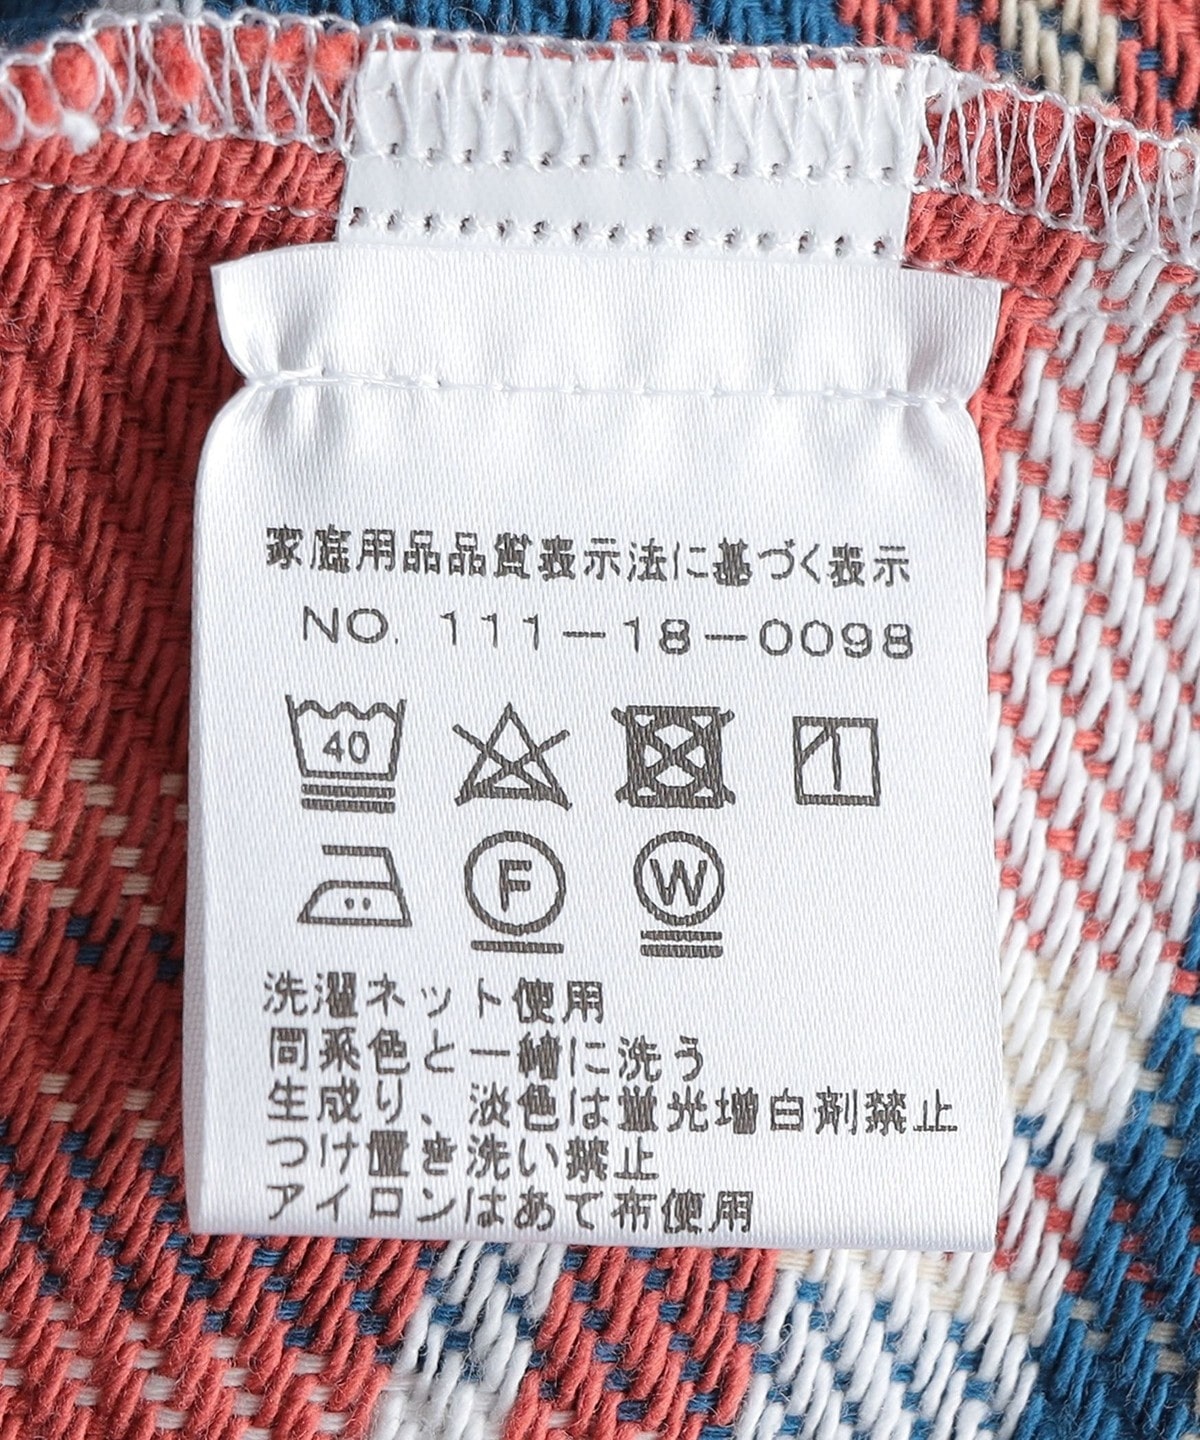 家庭用品品質表示法に基づく表示
NO. 111-18-0098
40
F
W
洗濯ネット使用
同系色と一緒に洗う
生成り、淡色は蛍光増白剤禁止
つけ置き洗い禁止
アイロンはあて布使用